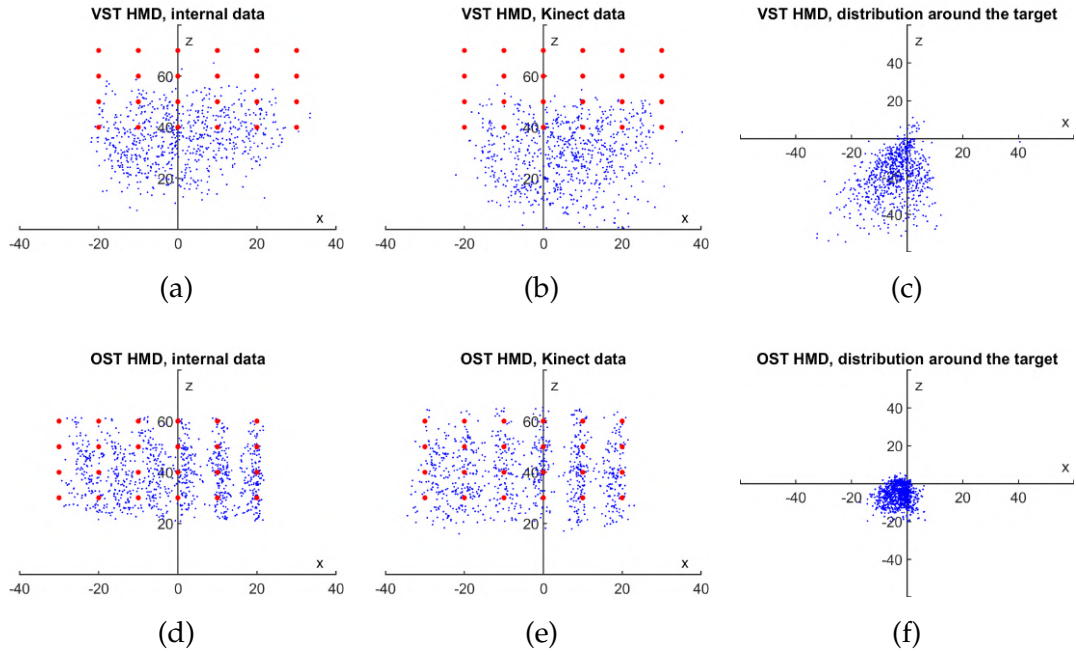 VST HMD, internal data
VST HMD, Kinect data
VST HMD, distribution around the target
z
60
40
20
x
-40
-20
0
20
40
z
60
40
20
x
-40
-20
0
20
40
z
40
20
x
-40
-20
20
40
-20
-40
(a)
(b)
(c)
OST HMD, internal data
OST HMD, Kinect data
OST HMD, distribution around the target
z
60
40
20
x
-40
-20
0
20
40
z
60
40
20
x
-40
-20
0
20
40
z
40
20
x
-40
-20
20
40
-20
-40
(d)
(e)
(f)